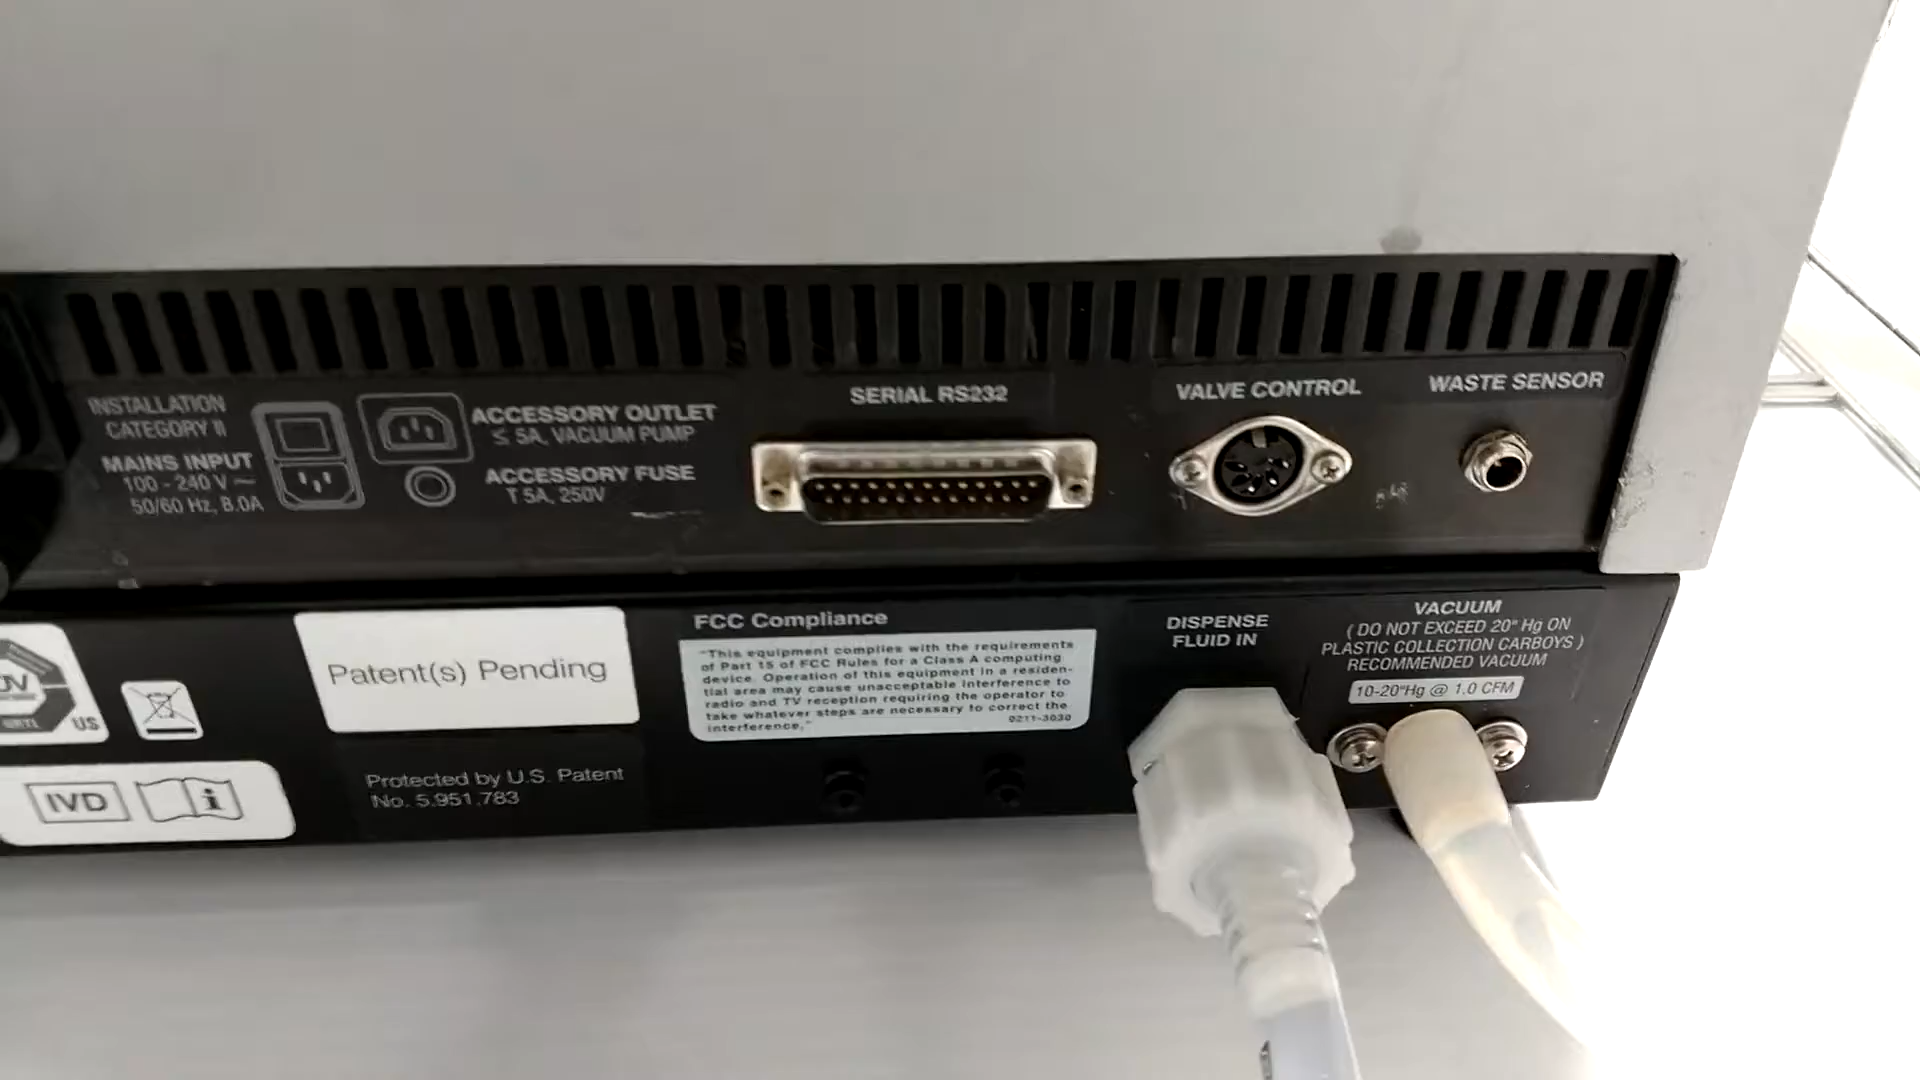 INSTALLATION
CATEGORY II
MAINS INPUT
100 - 240 V ~
50/60 Hz, 8.0A
ACCESSORY OUTLET
≤ 5A, VACUUM PUMP
ACCESSORY FUSE
T 5A, 250V
SERIAL RS232
VALVE CONTROL
WASTE SENSOR
US
IVD
i
Patent(s) Pending
Protected by U.S. Patent
No. 5,951,783
FCC Compliance
"This equipment complies with the requirements
of Part 15 of FCC Rules for a Class A computing
device. Operation of this equipment in a residen-
tial area may cause unacceptable interference to
radio and TV reception requiring the operator to
take whatever steps are necessary to correct the
interference."
0211-3030
DISPENSE
FLUID IN
VACUUM
( DO NOT EXCEED 20" Hg ON
PLASTIC COLLECTION CARBOYS )
RECOMMENDED VACUUM
10-20"Hg @ 1.0 CFM